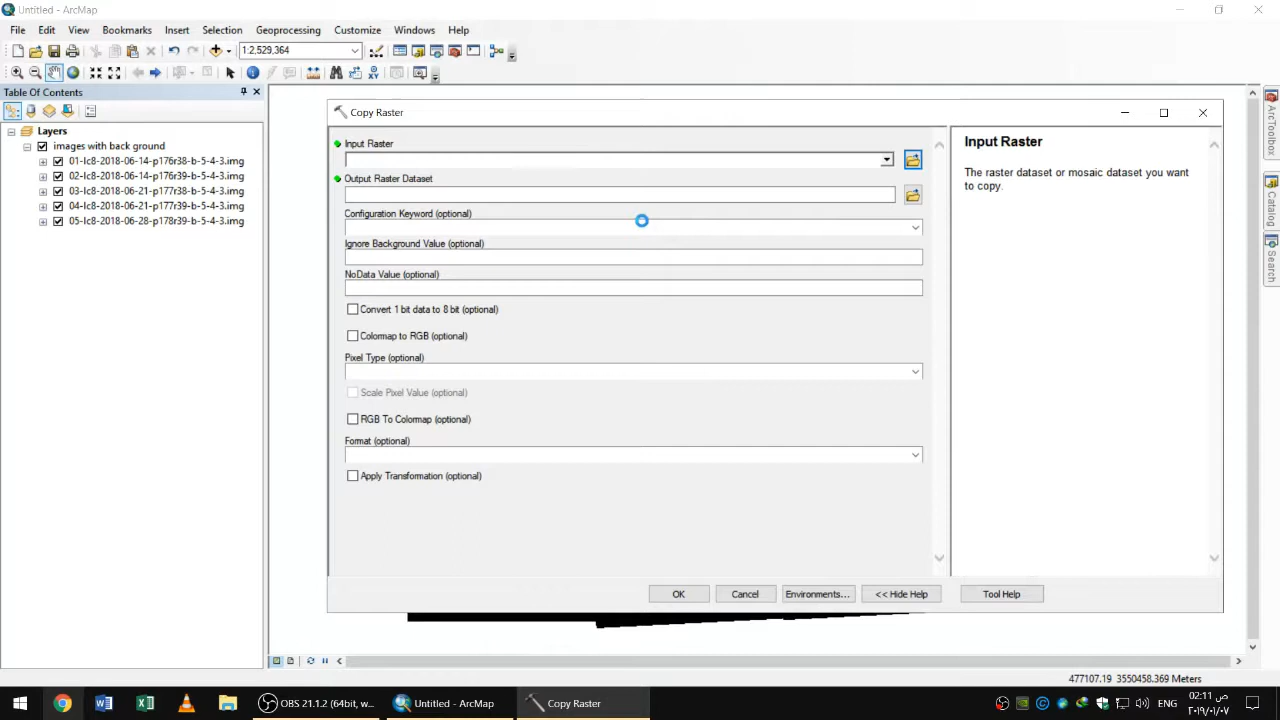 Untitled - ArcMap
File Edit View Bookmarks Insert Selection Geoprocessing Customize Windows Help
1:2,529,364
Table Of Contents
Layers
images with back ground
01-lc8-2018-06-14-p176r38-b-5-4-3.img
02-lc8-2018-06-14-p176r39-b-5-4-3.img
03-lc8-2018-06-21-p177r38-b-5-4-3.img
04-lc8-2018-06-21-p177r39-b-5-4-3.img
05-lc8-2018-06-28-p178r39-b-5-4-3.img
Copy Raster
Input Raster
Output Raster Dataset
Configuration Keyword (optional)
Ignore Background Value (optional)
NoData Value (optional)
Convert 1 bit data to 8 bit (optional)
Colormap to RGB (optional)
Pixel Type (optional)
Scale Pixel Value (optional)
RGB To Colormap (optional)
Format (optional)
Apply Transformation (optional)
OK Cancel Environments... << Hide Help Tool Help
Input Raster
The raster dataset or mosaic dataset you want
to copy.
ArcToolbox
Catalog
Search
477107.19 3550458.369 Meters
OBS 21.1.2 (64bit, w...
Untitled - ArcMap
Copy Raster
ENG
02:11 ص
٢٠١٩/٠١/٠٧